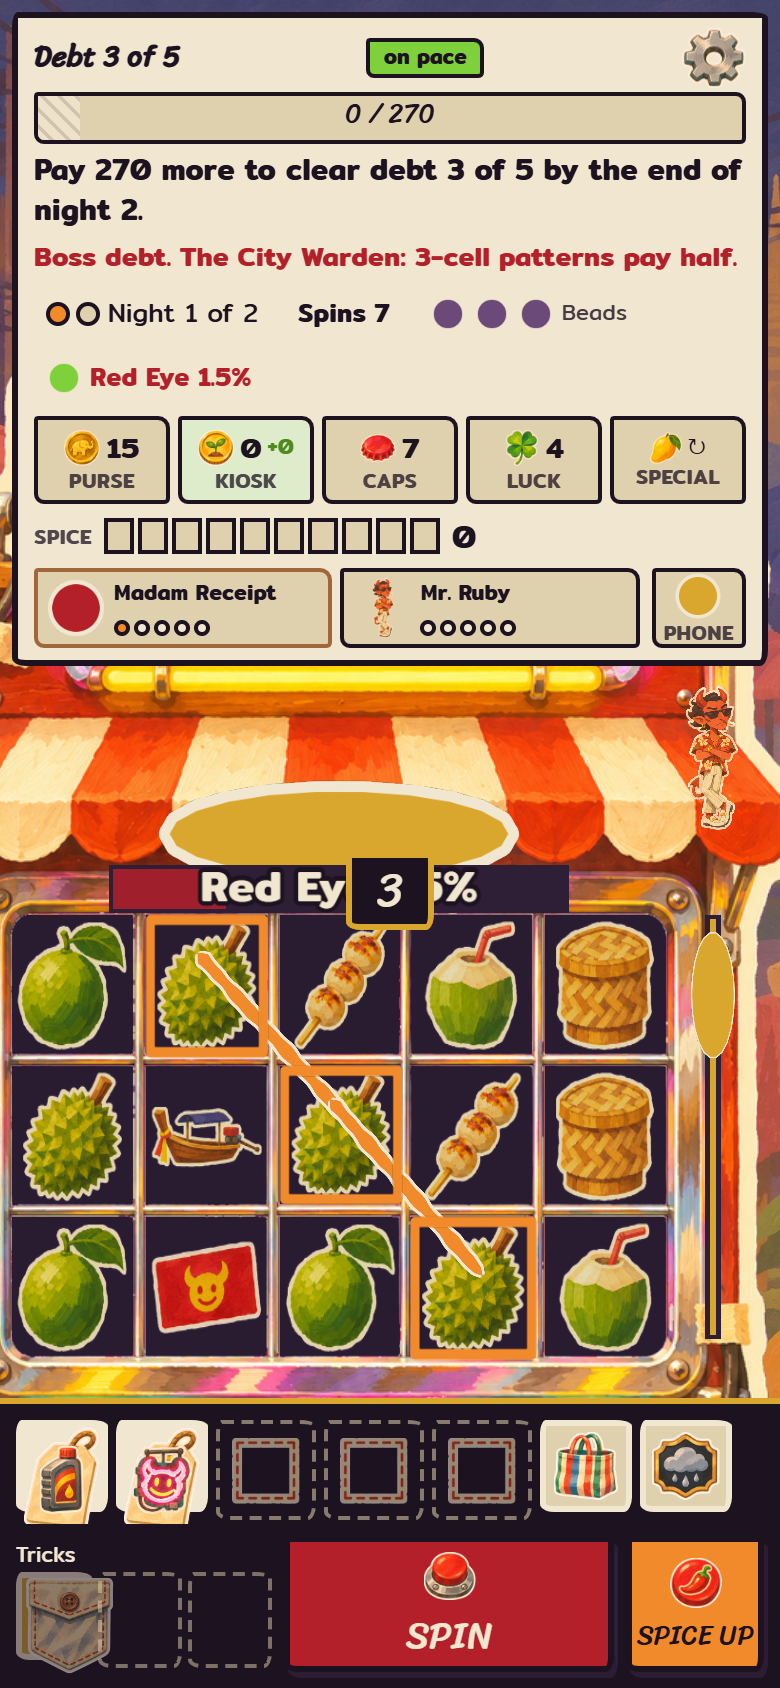 Debt 3 of 5
on pace
0 / 270
Pay 270 more to clear debt 3 of 5 by the end of
night 2.
Boss debt. The City Warden: 3-cell patterns pay half.
Night 1 of 2 Spins 7 Beads
Red Eye 1.5%
15 0 +0 7 4
PURSE KIOSK CAPS LUCK SPECIAL
SPICE 0
Madam Receipt Mr. Ruby
PHONE
Red Ey
3
5%
Tricks
SPIN
SPICE UP